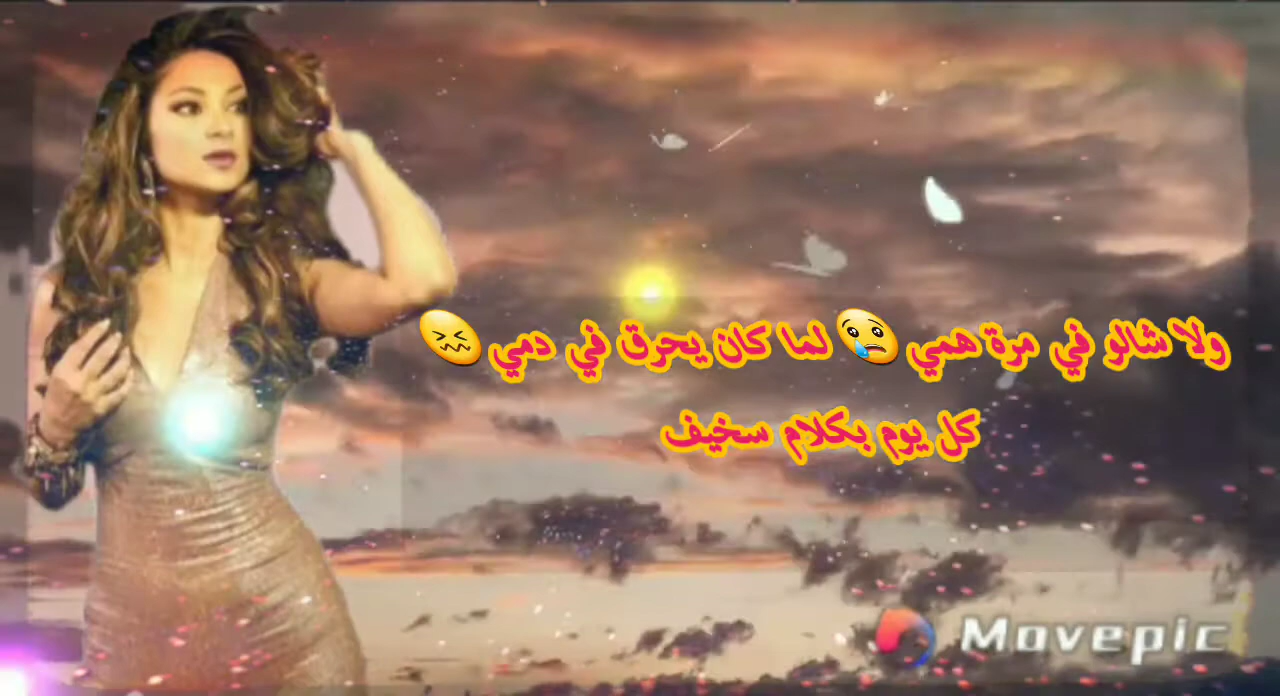 ولا شالو في مرة همي😢لما كان يحرق في دمي😖
كل يوم بكلام سخيف
Movepic